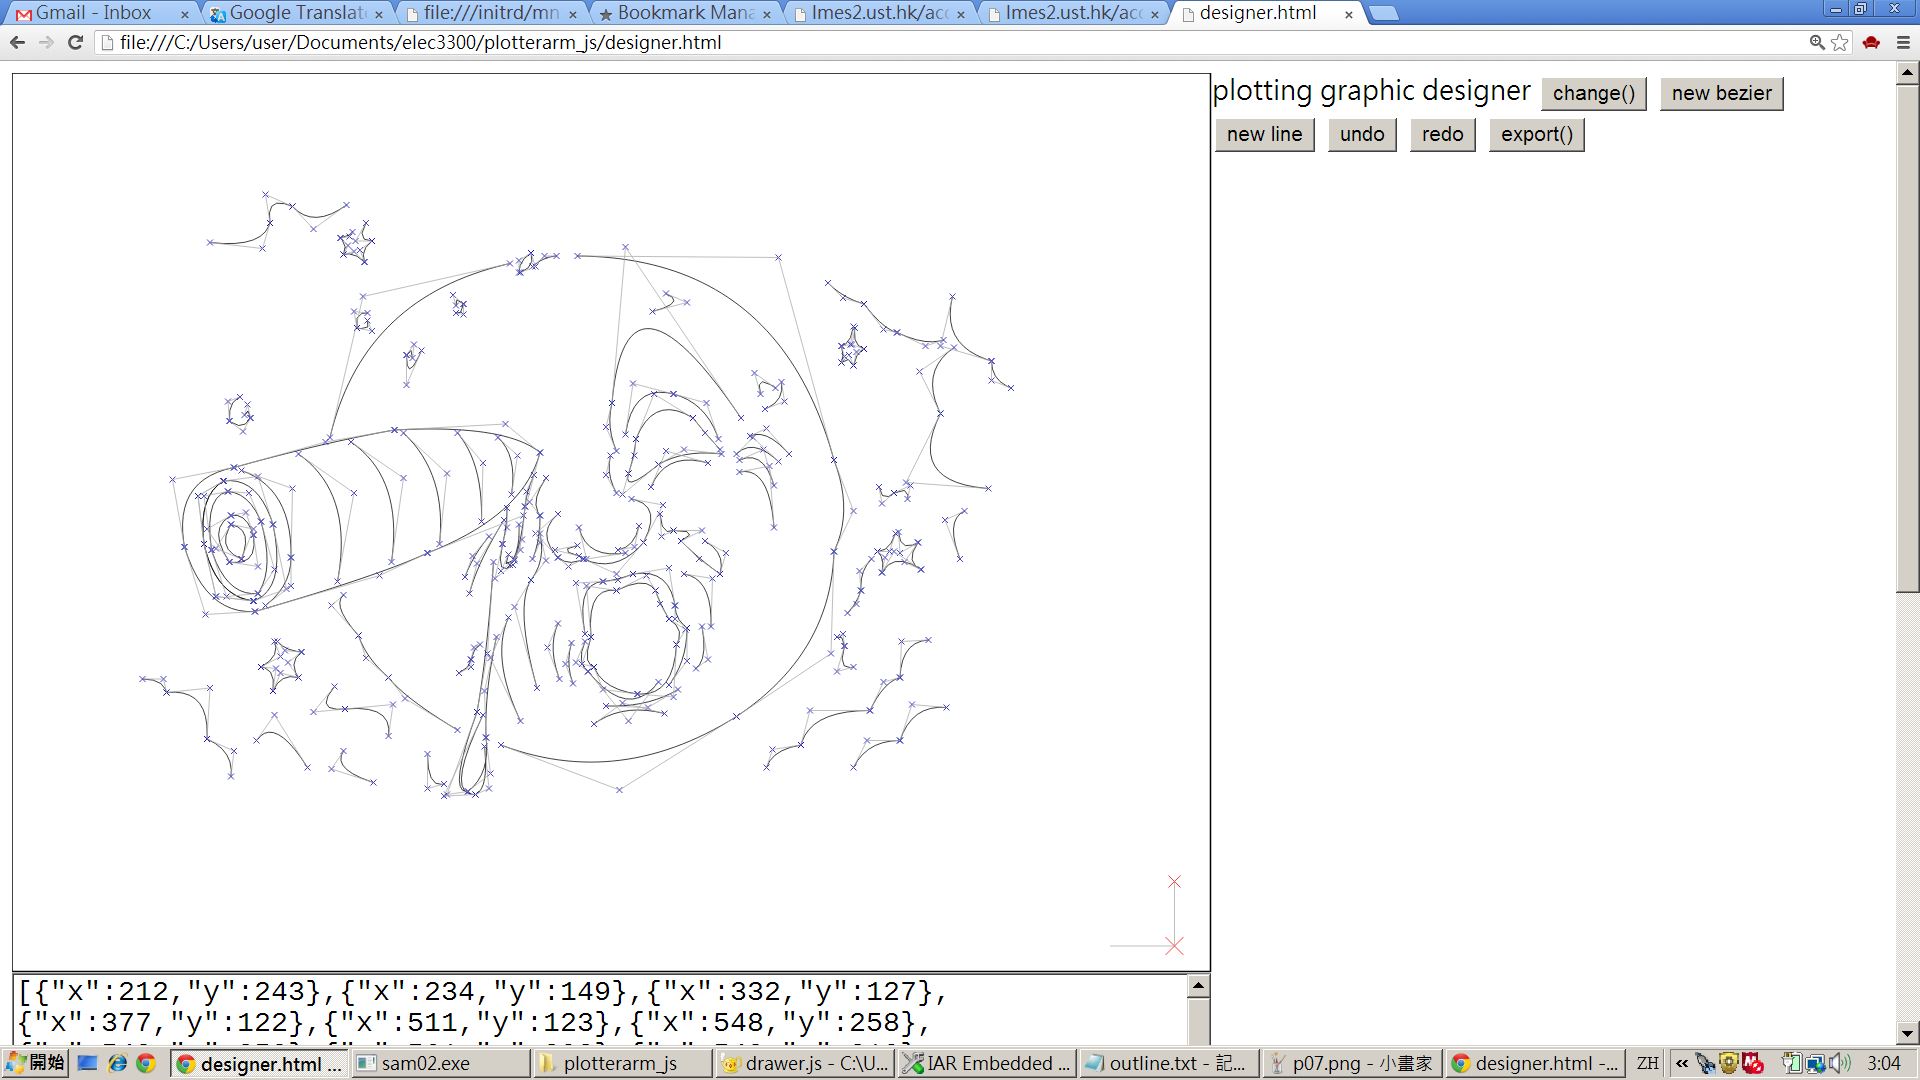 Gmail - Inbox
Google Translat
file:///initrd/mn
Bookmark Mana
lmes2.ust.hk/acc
lmes2.ust.hk/acc
designer.html
file:///C:/Users/user/Documents/elec3300/plotterarm_js/designer.html
plotting graphic designer
change()
new bezier
new line
undo
redo
export()
[{"x":212,"y":243},{"x":234,"y":149},{"x":332,"y":127},
{"x":377,"y":122},{"x":511,"y":123},{"x":548,"y":258},
開始
designer.html ...
sam02.exe
plotterarm_js
drawer.js - C:\U...
IAR Embedded ...
outline.txt - 記...
p07.png - 小畫家
designer.html -...
ZH
«
3:04